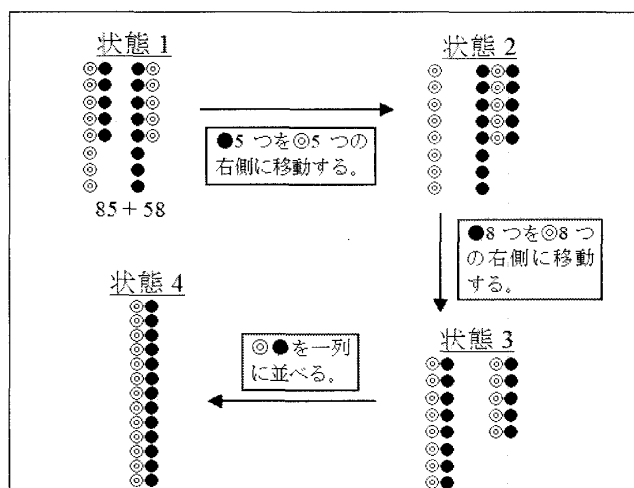 状態 1
85 + 58
●5 つを◎5 つの
右側に移動する。
状態 2
●8 つを◎8 つ
の右側に移動
する。
状態 3
◎●を一列
に並べる。
状態 4